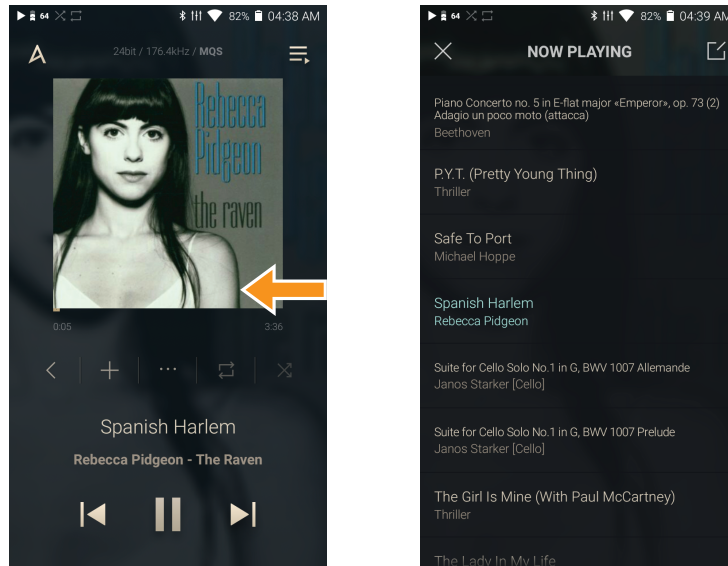 64
82%
04:38 AM
24bit / 176.4kHz / MQS
Rebecca
Pidgeon
the raven
0:05
3:36
Spanish Harlem
Rebecca Pidgeon - The Raven
64
82%
04:39 AM
NOW PLAYING
Piano Concerto no. 5 in E-flat major «Emperor», op. 73 (2)
Adagio un poco moto (attacca)
Beethoven
P.Y.T. (Pretty Young Thing)
Thriller
Safe To Port
Michael Hoppe
Spanish Harlem
Rebecca Pidgeon
Suite for Cello Solo No.1 in G, BWV 1007 Allemande
Janos Starker [Cello]
Suite for Cello Solo No.1 in G, BWV 1007 Prelude
Janos Starker [Cello]
The Girl Is Mine (With Paul McCartney)
Thriller
The Lady In My Life